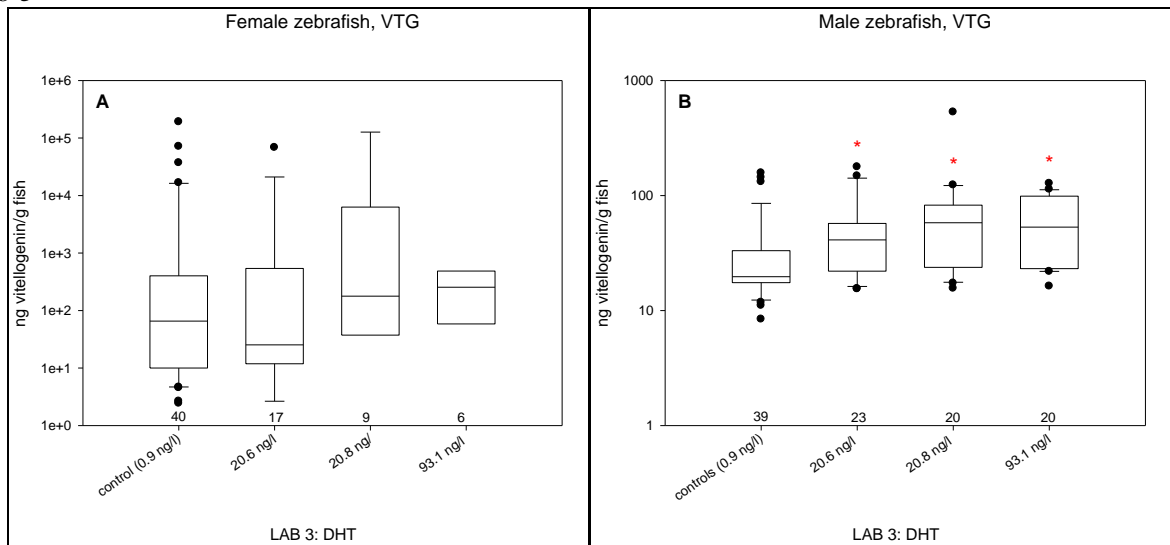 Female zebrafish, VTG
A
ng vitellogenin/g fish
1e+6
1e+5
1e+4
1e+3
1e+2
1e+1
1e+0
40 17 9 6
control (0.9 ng/l) 20.6 ng/l 20.8 ng/ 93.1 ng/l
LAB 3: DHT
Male zebrafish, VTG
B
ng vitellogenin/g fish
1000
100
10
1
* * *
39 23 20 20
controls (0.9 ng/l) 20.6 ng/l 20.8 ng/l 93.1 ng/l
LAB 3: DHT